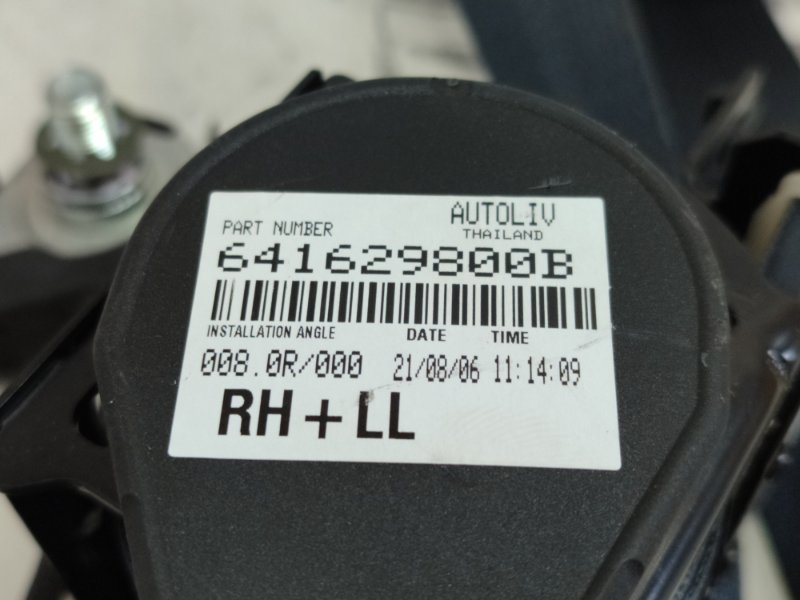 AUTOLIV
PART NUMBER THAILAND
641629800B
INSTALLATION ANGLE DATE TIME
008.0R/000 21/08/06 11:14:09
RH+LL